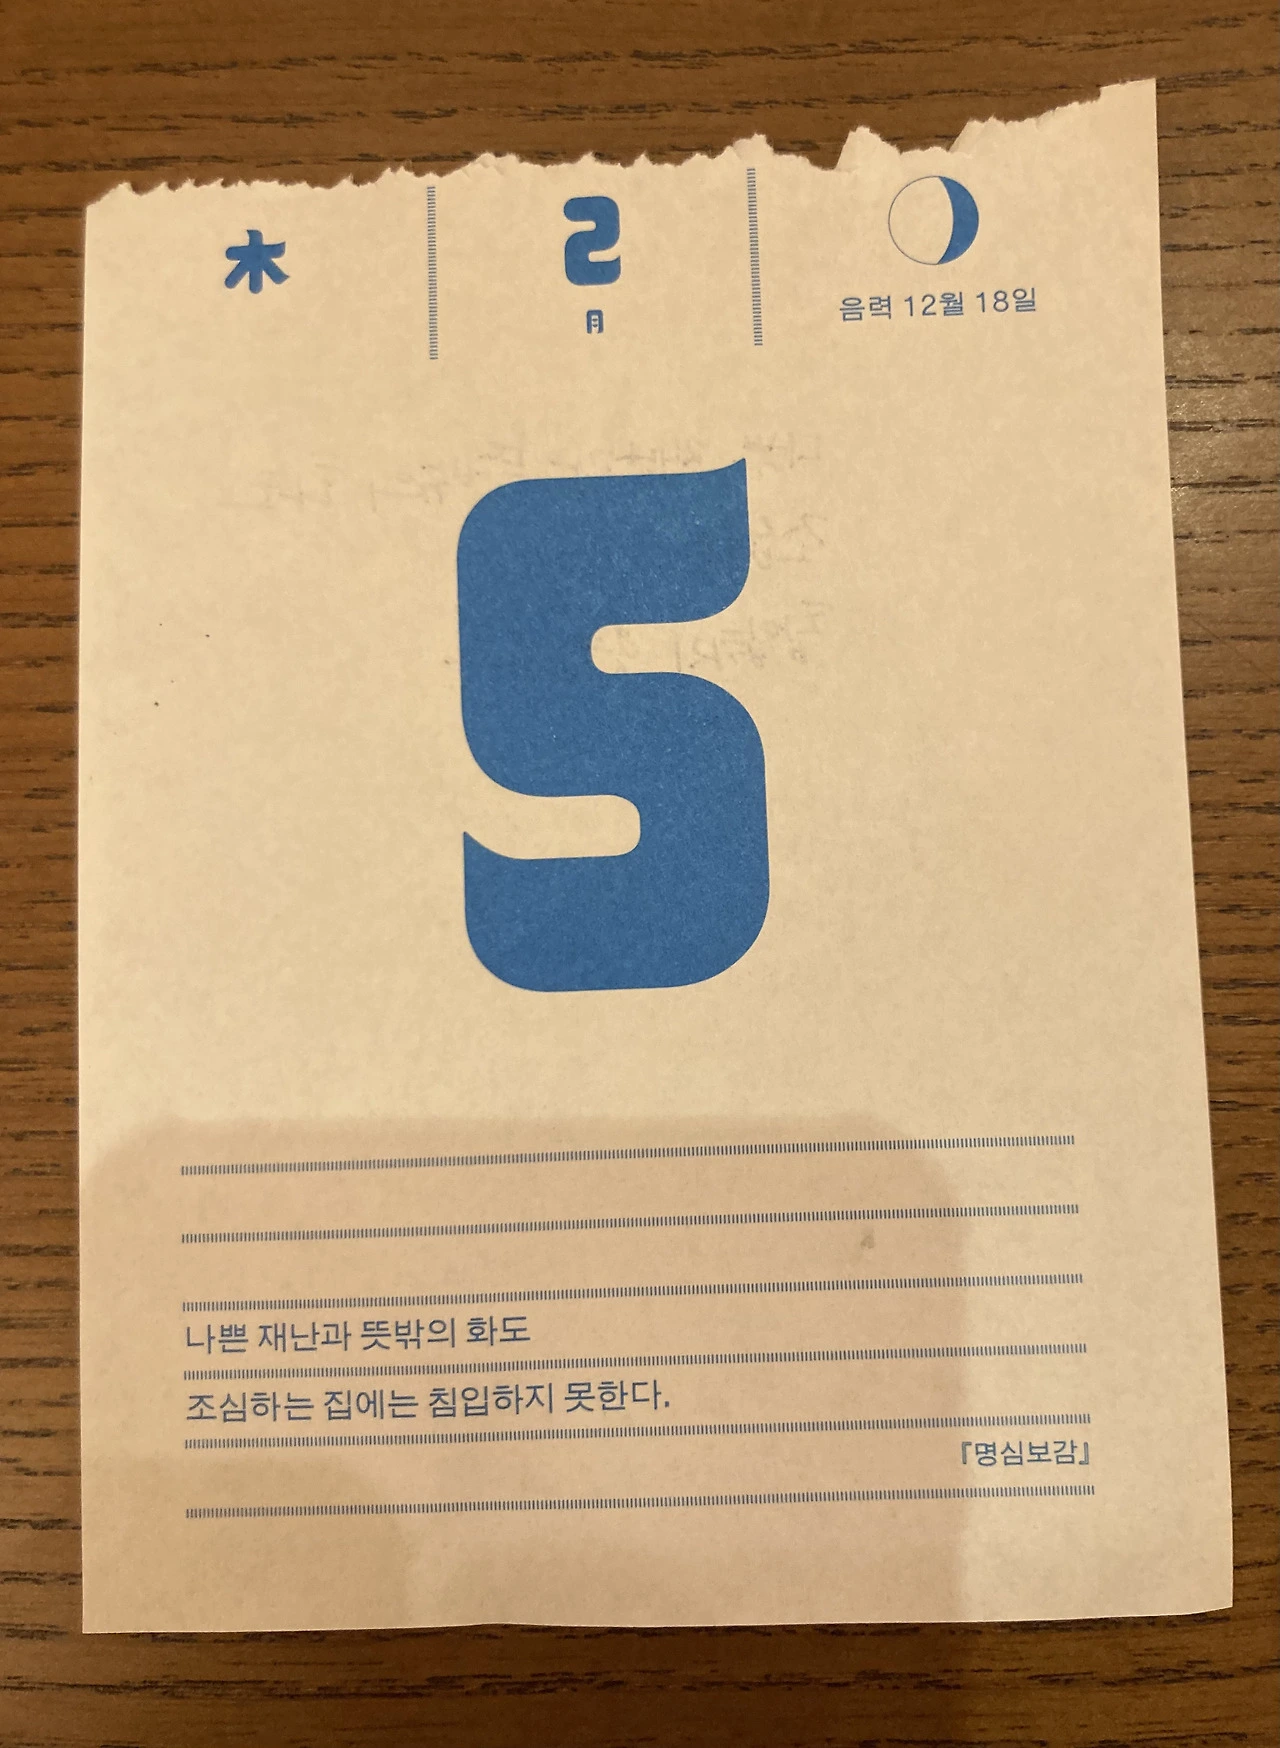 木
2
月
음력 12월 18일
5
나쁜 재난과 뜻밖의 화도
조심하는 집에는 침입하지 못한다.
『명심보감』